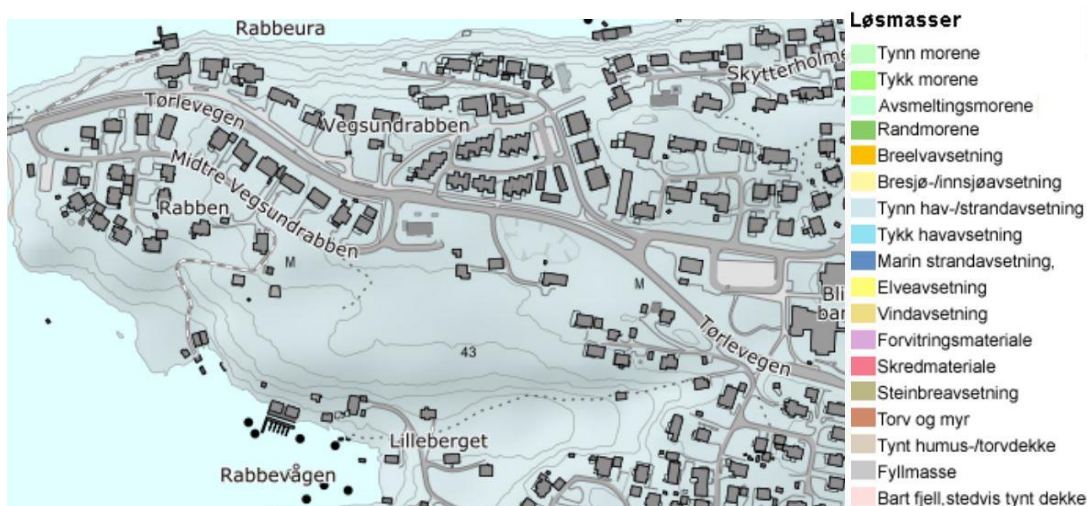 Rabbeura
Skytterholme
Tørlevegen
Vegsundrabben
Midtre Vegsundrabben
Rabben
M
M
43
Tørlevegen
Bli
bar
Lilleberget
Rabbevågen
Løsmasser
Tynn morene
Tykk morene
Avsmeltingsmorene
Randmorene
Breelvavsetning
Bresjø-/innsjøavsetning
Tynn hav-/strandavsetning
Tykk havavsetning
Marin strandavsetning,
Elveavsetning
Vindavsetning
Forvitringsmateriale
Skredmateriale
Steinbreavsetning
Torv og myr
Tynt humus-/torvdekke
Fyllmasse
Bart fjell,stedvis tynt dekke